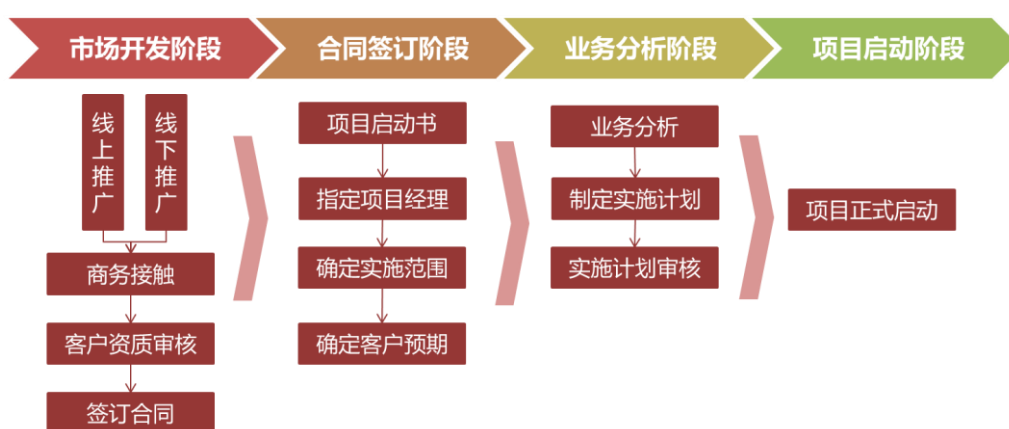 市场开发阶段
合同签订阶段
业务分析阶段
项目启动阶段
线上推广
线下推广
商务接触
客户资质审核
签订合同
项目启动书
指定项目经理
确定实施范围
确定客户预期
业务分析
制定实施计划
实施计划审核
项目正式启动